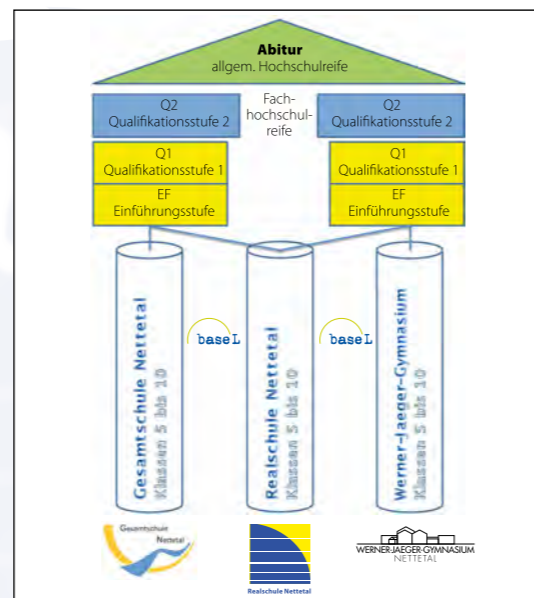 Abitur
allgem. Hochschulreife
Q2
Qualifikationsstufe 2
Fach-
hochschul-
reife
Q2
Qualifikationsstufe 2
Q1
Qualifikationsstufe 1
EF
Einführungsstufe
Q1
Qualifikationsstufe 1
EF
Einführungsstufe
Gesamtschule Nettetal
Klassen 5 bis 10
baseL
Realschule Nettetal
Klassen 5 bis 10
baseL
Werner-Jaeger-Gymnasium
Klassen 5 bis 10
Gesamtschule
Nettetal
Realschule Nettetal
WERNER-JAEGER-GYMNASIUM
NETTETAL